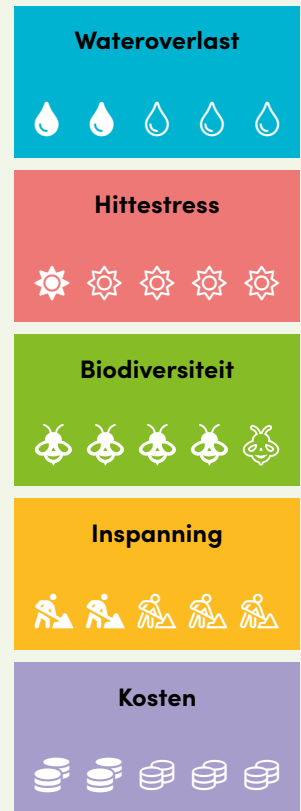 Wateroverlast
Hittestress
Biodiversiteit
Inspanning
Kosten